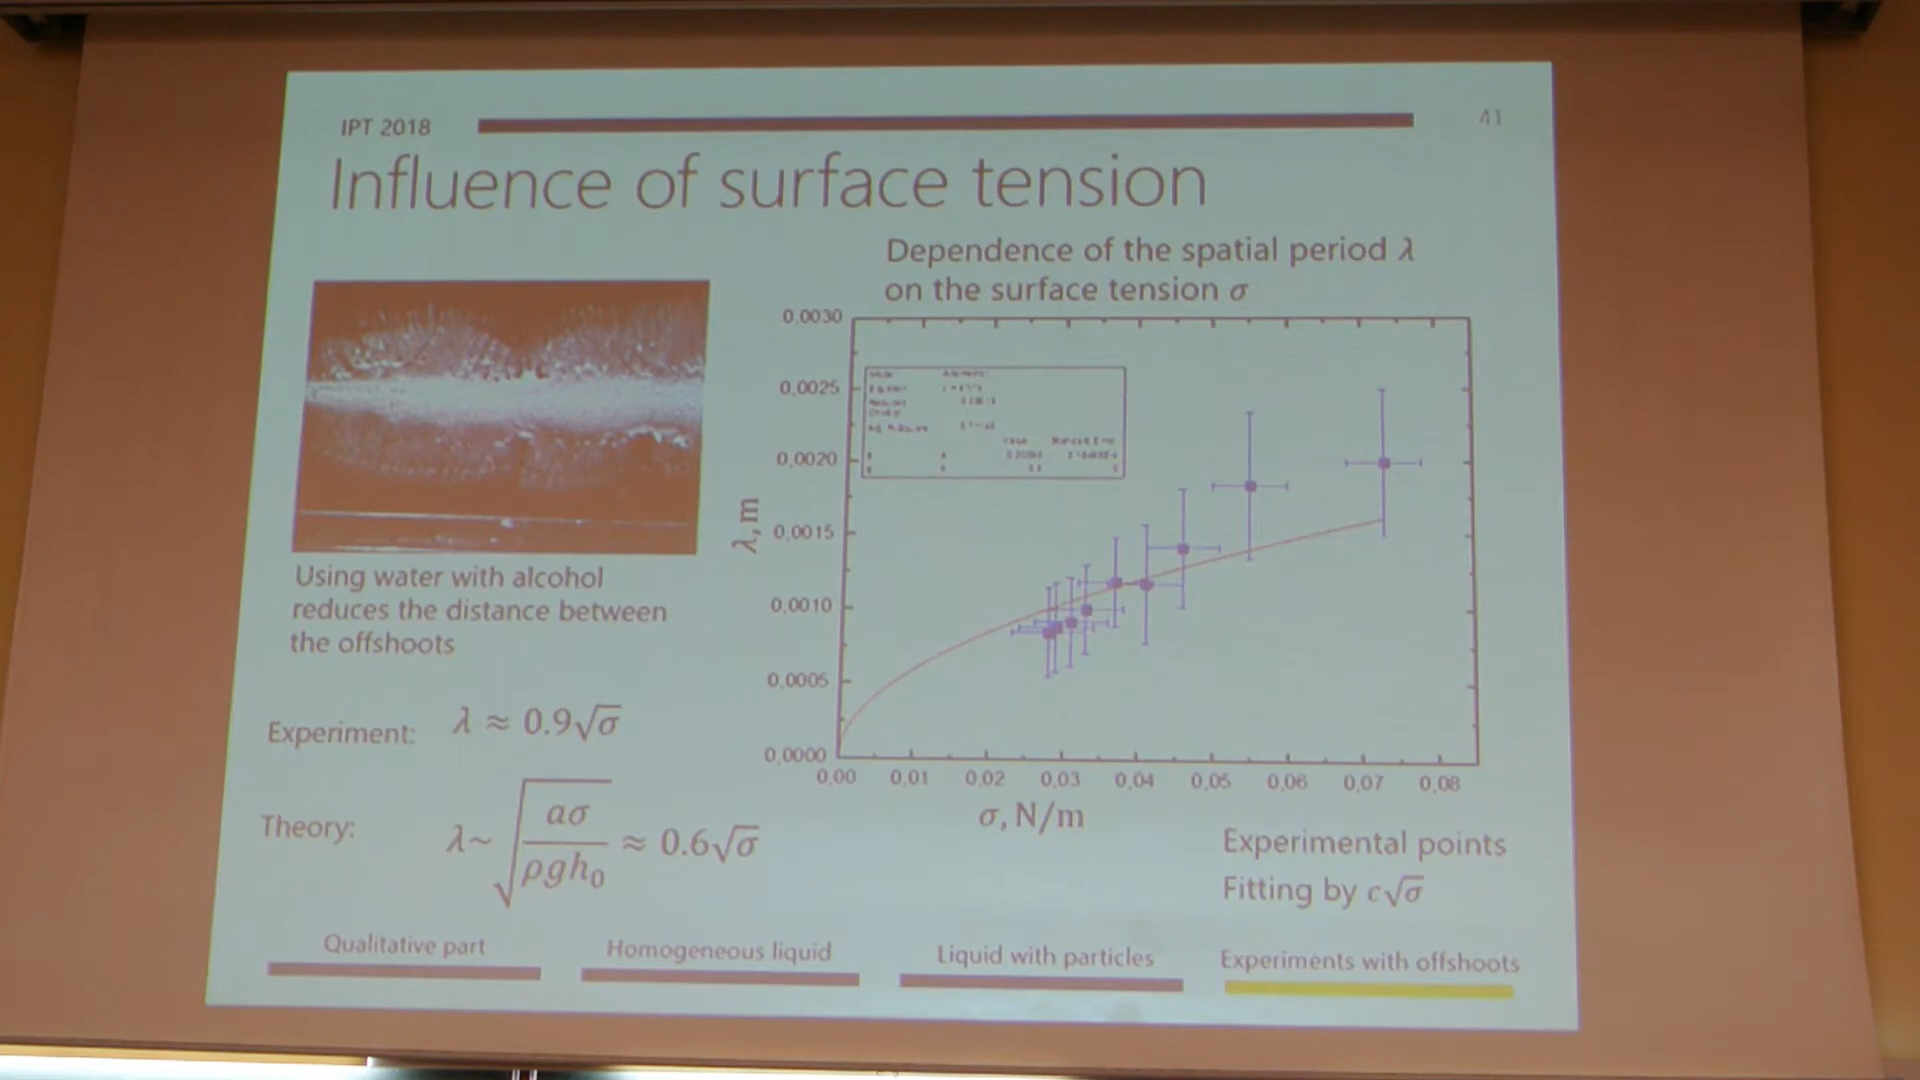 IPT 2018
41
Influence of surface tension
Dependence of the spatial period λ
on the surface tension σ
0,0030
0,0025
0,0020
0,0015
0,0010
0,0005
0,0000
λ, m
0,00 0,01 0,02 0,03 0,04 0,05 0,06 0,07 0,08
σ, N/m
Using water with alcohol
reduces the distance between
the offshoots
Experiment: λ ≈ 0.9√σ
Theory: λ~ √(aσ/ρgh₀) ≈ 0.6√σ
Experimental points
Fitting by c√σ
Qualitative part
Homogeneous liquid
Liquid with particles
Experiments with offshoots